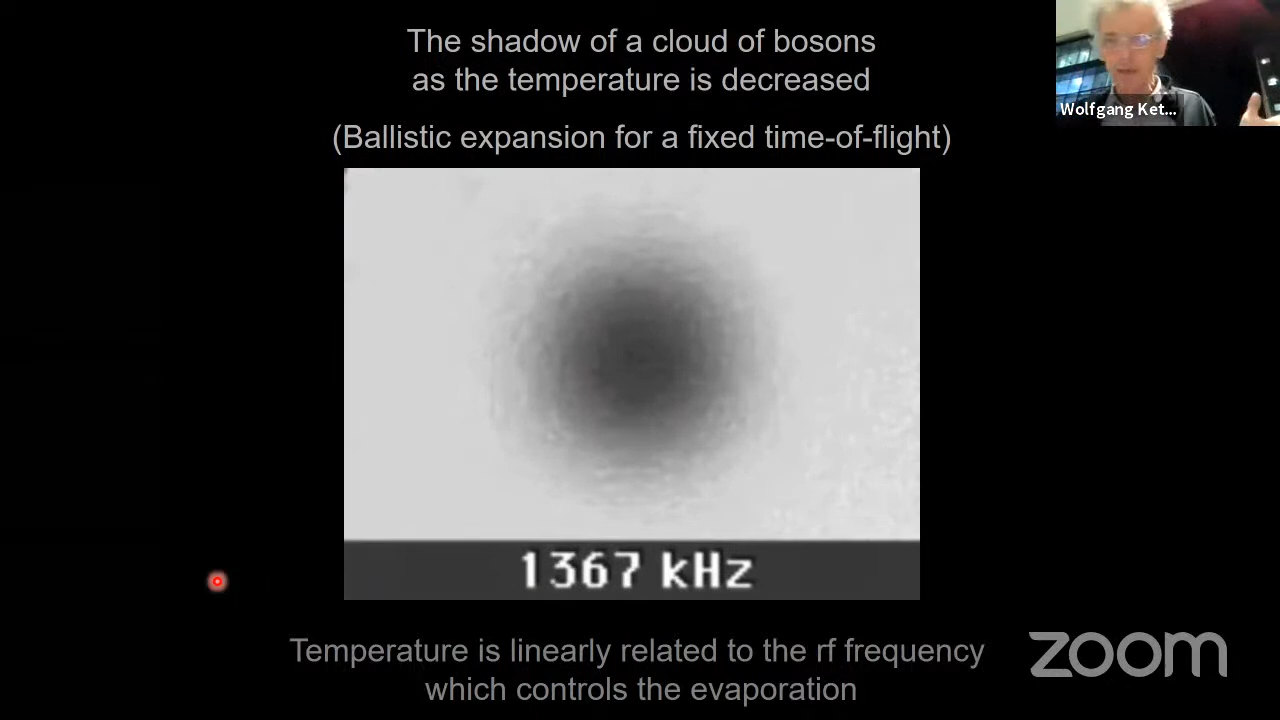 The shadow of a cloud of bosons
as the temperature is decreased
(Ballistic expansion for a fixed time-of-flight)
Wolfgang Ket...
1367 kHz
Temperature is linearly related to the rf frequency
which controls the evaporation
zoom